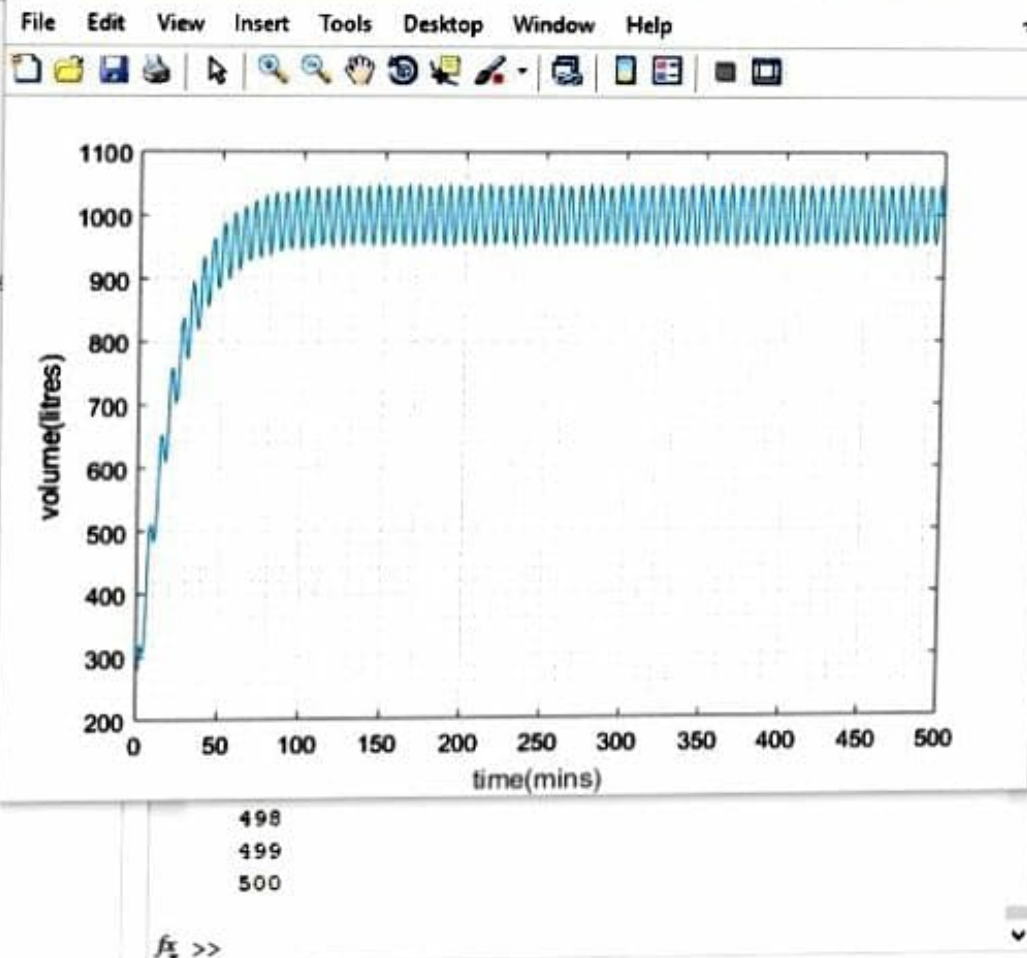 File Edit View Insert Tools Desktop Window Help
1100
1000
900
800
700
600
500
400
300
200
volume(litres)
0 50 100 150 200 250 300 350 400 450 500
time(mins)
498
499
500
fx >>